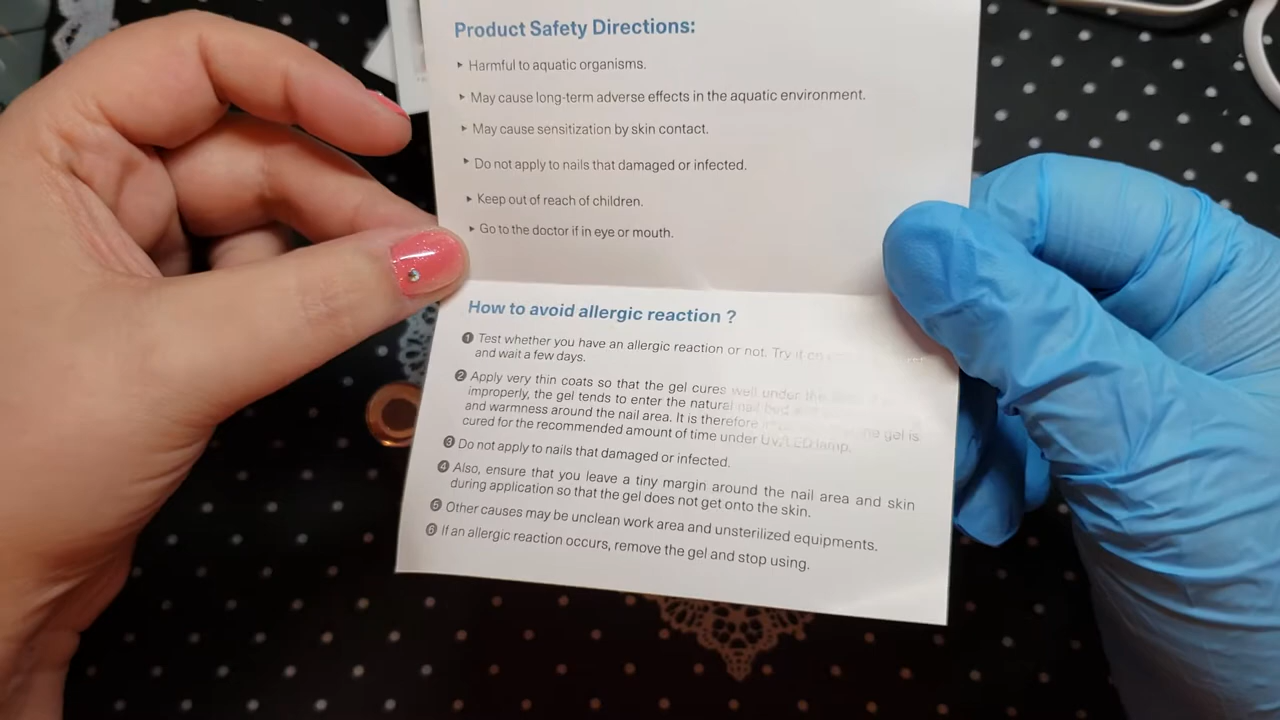 Product Safety Directions:
▸ Harmful to aquatic organisms.
▸ May cause long-term adverse effects in the aquatic environment.
▸ May cause sensitization by skin contact.
▸ Do not apply to nails that damaged or infected.
▸ Keep out of reach of children.
▸ Go to the doctor if in eye or mouth.
How to avoid allergic reaction ?
❶ Test whether you have an allergic reaction or not. Try it on
and wait a few days.
❷ Apply very thin coats so that the gel cures well under the
improperly, the gel tends to enter the natural nail bed
and warmness around the nail area. It is therefore gel is
cured for the recommended amount of time under UV/LED lamp.
❸ Do not apply to nails that damaged or infected.
❹ Also, ensure that you leave a tiny margin around the nail area and skin
during application so that the gel does not get onto the skin.
❺ Other causes may be unclean work area and unsterilized equipments.
❻ If an allergic reaction occurs, remove the gel and stop using.